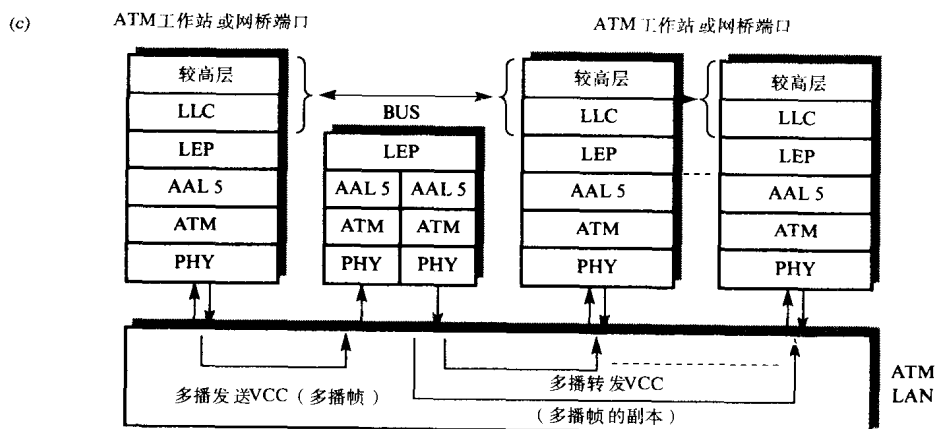 (c)
ATM工作站或网桥端口
ATM工作站或网桥端口
较高层
LLC
LEP
AAL 5
ATM
PHY
BUS
LEP
AAL 5 AAL 5
ATM ATM
PHY PHY
较高层
LLC
LEP
AAL 5
ATM
PHY
较高层
LLC
LEP
AAL 5
ATM
PHY
多播发送VCC(多播帧)
多播转发VCC
(多播帧的副本)
ATM
LAN